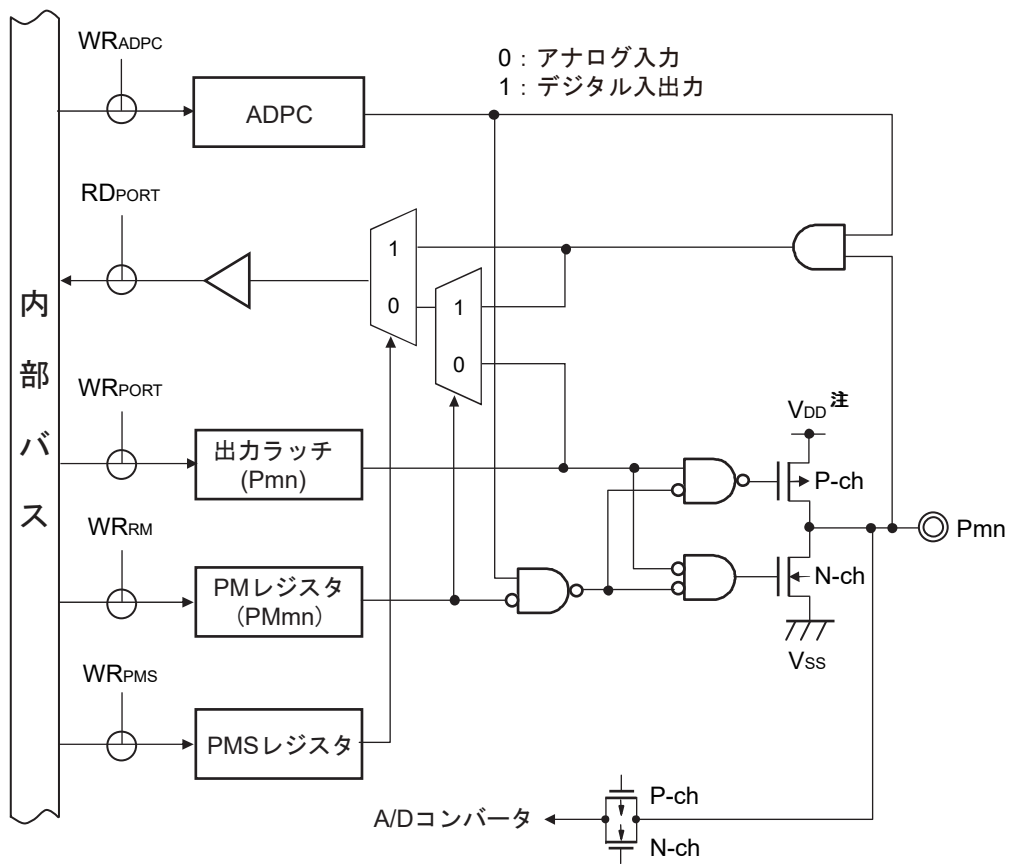 WRADPC
0：アナログ入力
1：デジタル入出力
ADPC
RDPORT
1
0
1
0
内部バス
WRPORT
出力ラッチ
(Pmn)
VDD 注
P-ch
Pmn
WRRM
PMレジスタ
（PMmn）
N-ch
VSS
WRPMS
PMSレジスタ
P-ch
A/Dコンバータ
N-ch